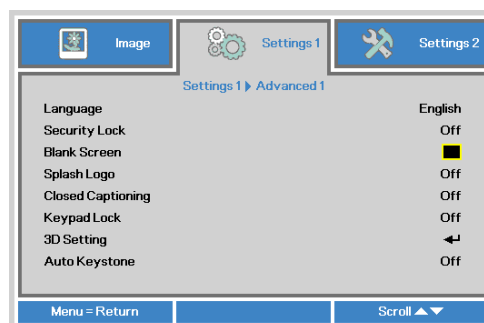 Image
Settings 1
Settings 2
Settings 1 Advanced 1
Language English
Security Lock Off
Blank Screen
Splash Logo Off
Closed Captioning Off
Keypad Lock Off
3D Setting
Auto Keystone Off
Menu = Return
Scroll